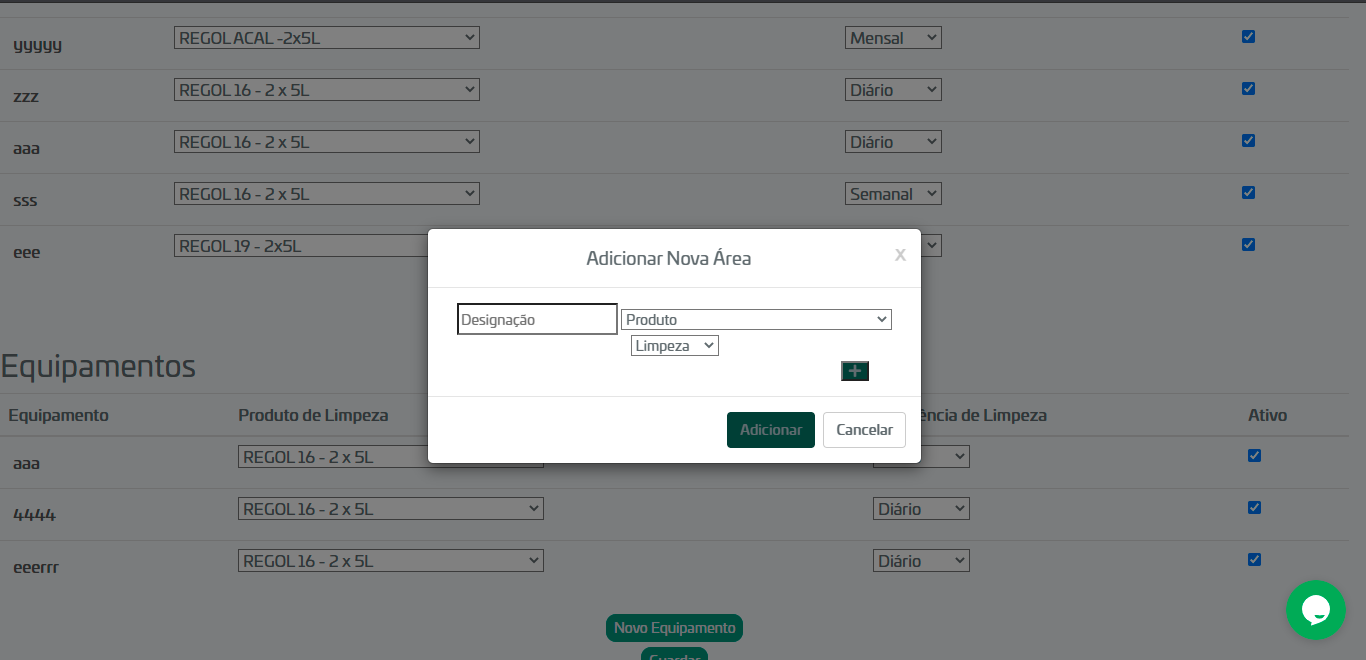 yyyyy REGOL ACAL -2x5L Mensal
zzz REGOL 16 - 2 x 5L Diário
aaa REGOL 16 - 2 x 5L Diário
sss REGOL 16 - 2 x 5L Semanal
eee REGOL 19 - 2x5L
Adicionar Nova Área x
Designação Produto
Limpeza
+
Adicionar Cancelar
Equipamentos
Equipamento Produto de Limpeza ência de Limpeza Ativo
aaa REGOL 16 - 2 x 5L
4444 REGOL 16 - 2 x 5L Diário
eeerrr REGOL 16 - 2 x 5L Diário
Novo Equipamento
Guardar